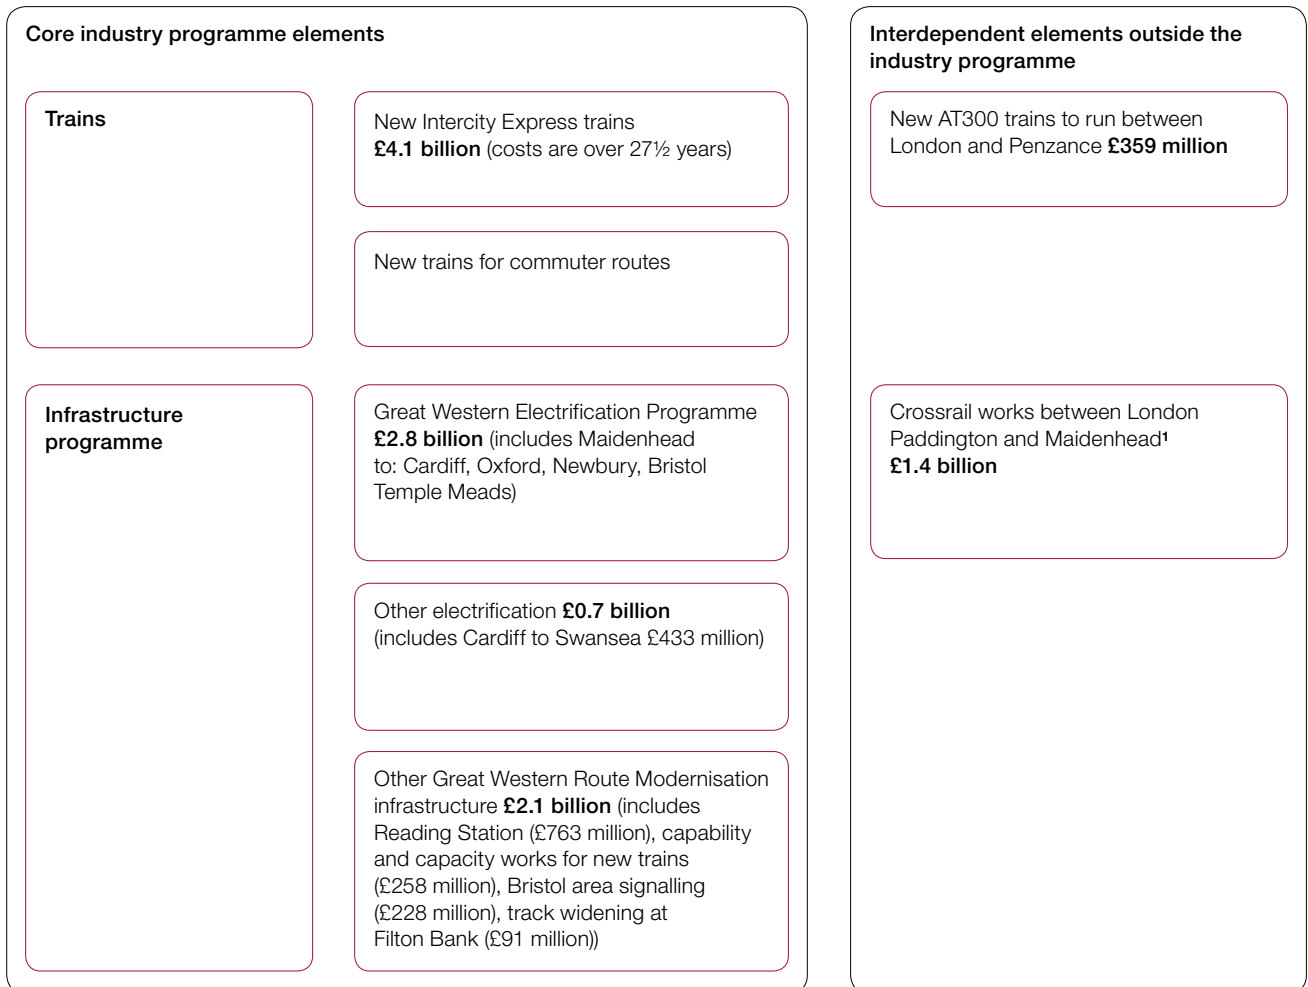 Core industry programme elements
Trains
New Intercity Express trains
£4.1 billion (costs are over 27½ years)
New trains for commuter routes
Infrastructure
programme
Great Western Electrification Programme
£2.8 billion (includes Maidenhead
to: Cardiff, Oxford, Newbury, Bristol
Temple Meads)
Other electrification £0.7 billion
(includes Cardiff to Swansea £433 million)
Other Great Western Route Modernisation
infrastructure £2.1 billion (includes
Reading Station (£763 million), capability
and capacity works for new trains
(£258 million), Bristol area signalling
(£228 million), track widening at
Filton Bank (£91 million))
Interdependent elements outside the
industry programme
New AT300 trains to run between
London and Penzance £359 million
Crossrail works between London
Paddington and Maidenhead¹
£1.4 billion